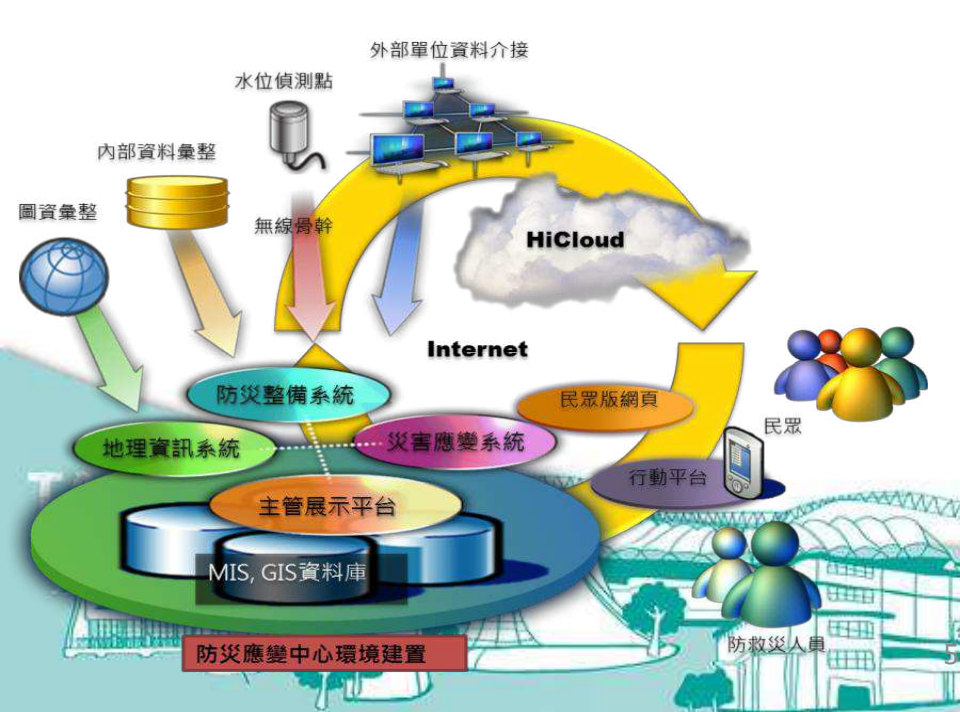 外部單位資料介接
水位偵測點
內部資料彙整
圖資彙整
無線骨幹
HiCloud
Internet
防災整備系統
民眾版網頁
民眾
地理資訊系統
災害應變系統
行動平台
主管展示平台
MIS, GIS資料庫
防救災人員
防災應變中心環境建置